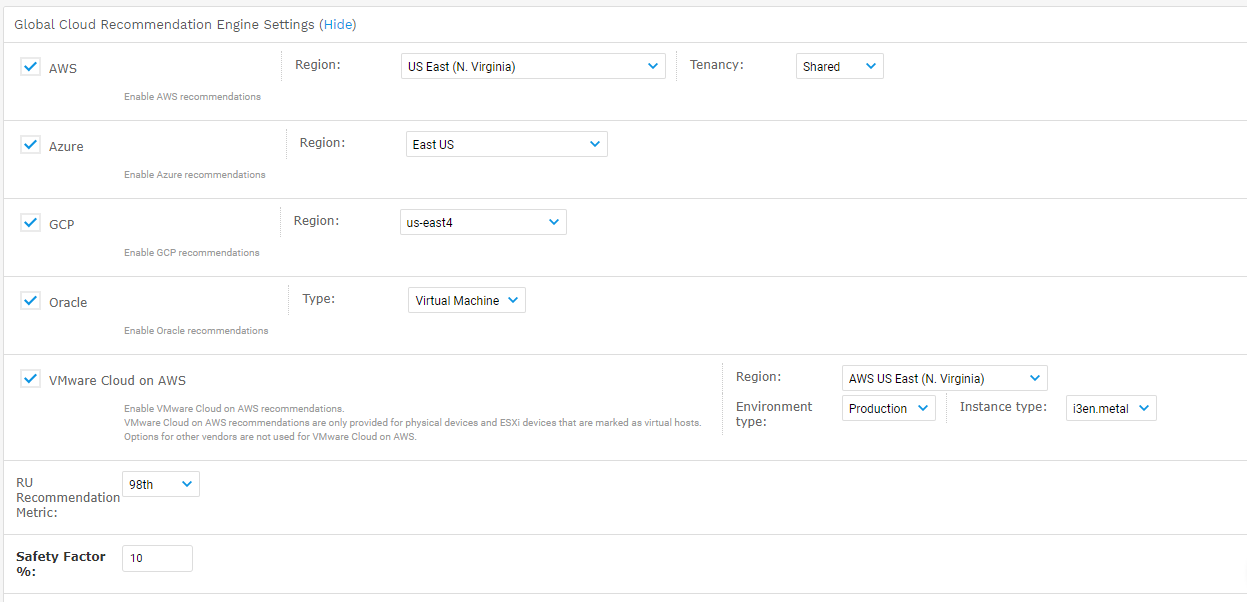 Global Cloud Recommendation Engine Settings (Hide)
AWS
Region:
US East (N. Virginia)
Tenancy:
Shared
Enable AWS recommendations
Azure
Region:
East US
Enable Azure recommendations
GCP
Region:
us-east4
Enable GCP recommendations
Oracle
Type:
Virtual Machine
Enable Oracle recommendations
VMware Cloud on AWS
Enable VMware Cloud on AWS recommendations.
VMware Cloud on AWS recommendations are only provided for physical devices and ESXi devices that are marked as virtual hosts.
Options for other vendors are not used for VMware Cloud on AWS.
Region:
AWS US East (N. Virginia)
Environment
type:
Production
Instance type:
i3en.metal
RU
Recommendation
Metric:
98th
Safety Factor
%:
10